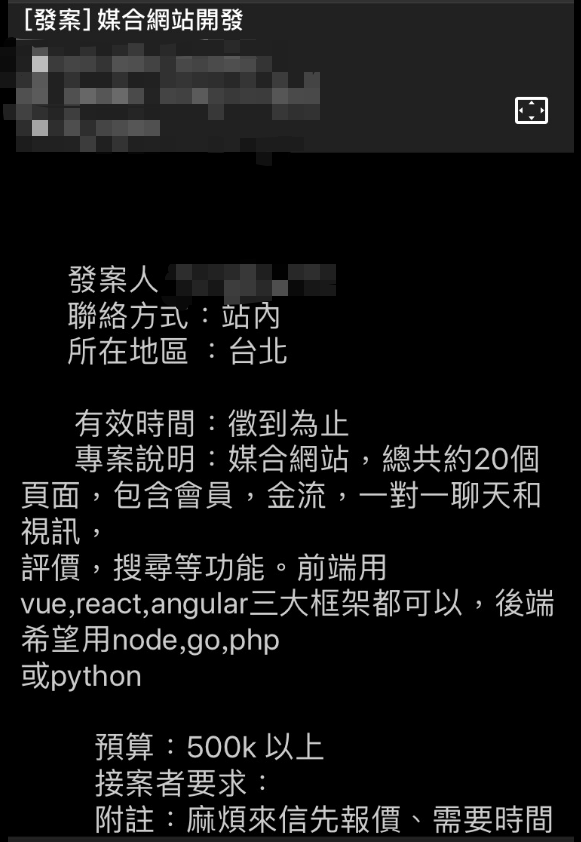 [發案] 媒合網站開發
發案人
聯絡方式：站內
所在地區 ：台北
有效時間：徵到為止
專案說明：媒合網站，總共約20個
頁面，包含會員，金流，一對一聊天和
視訊，
評價，搜尋等功能。前端用
vue,react,angular三大框架都可以，後端
希望用node,go,php
或python
預算：500k 以上
接案者要求：
附註：麻煩來信先報價、需要時間